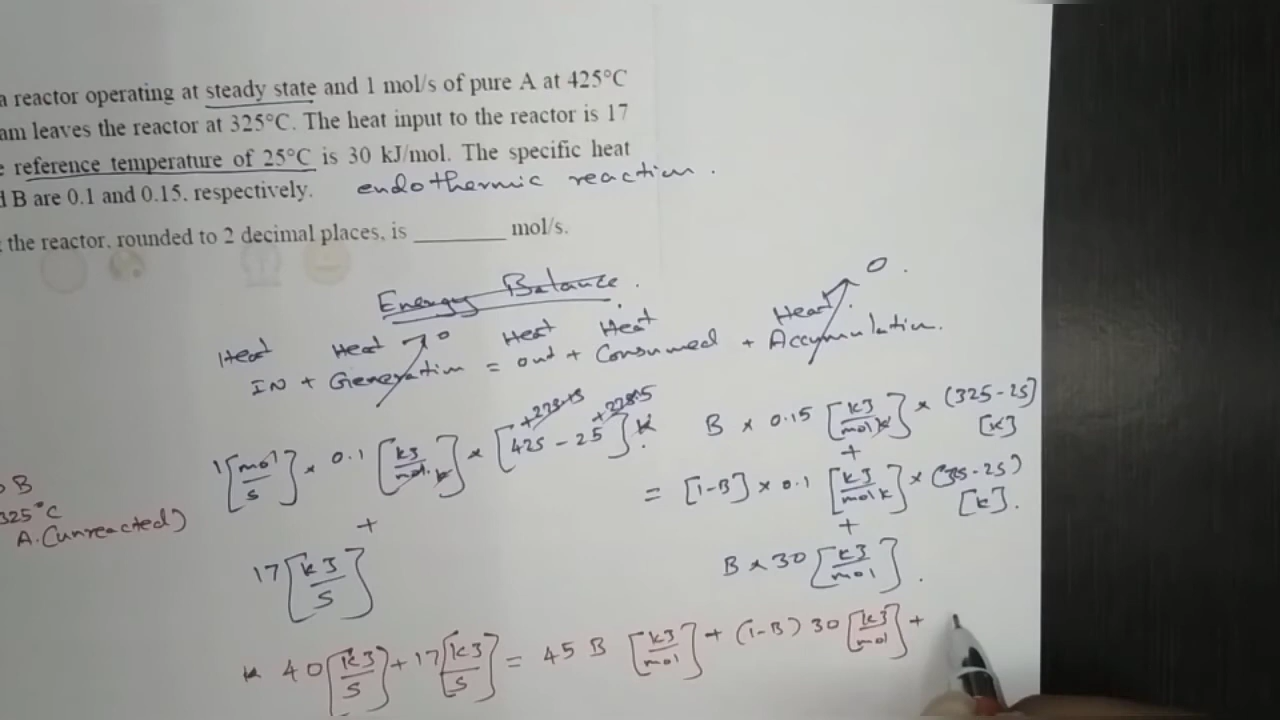 a reactor operating at steady state and 1 mol/s of pure A at 425°C
am leaves the reactor at 325°C. The heat input to the reactor is 17
e reference temperature of 25°C is 30 kJ/mol. The specific heat
d B are 0.1 and 0.15, respectively. endothermic reaction.
the reactor, rounded to 2 decimal places, is ________ mol/s.
Energy Balance.
0.
Heat Heat 0 Heat Heat Heat
IN + Generation = out + Consumed + Accumulation.
1[mol/s] × 0.1 [kJ/mol.k] × [425 - 25] k.
B × 0.15 [kJ/mol k] × (325-25) [k]
+
= [1-B] × 0.1 [kJ/mol k] × (325-25) [k].
B
325°C
A.(unreacted)
+
+
17 [kJ/s]
B × 30 [kJ/mol].
40 [kJ/s] + 17 [kJ/s] = 45 B [kJ/mol] + (1-B) 30 [kJ/mol] +